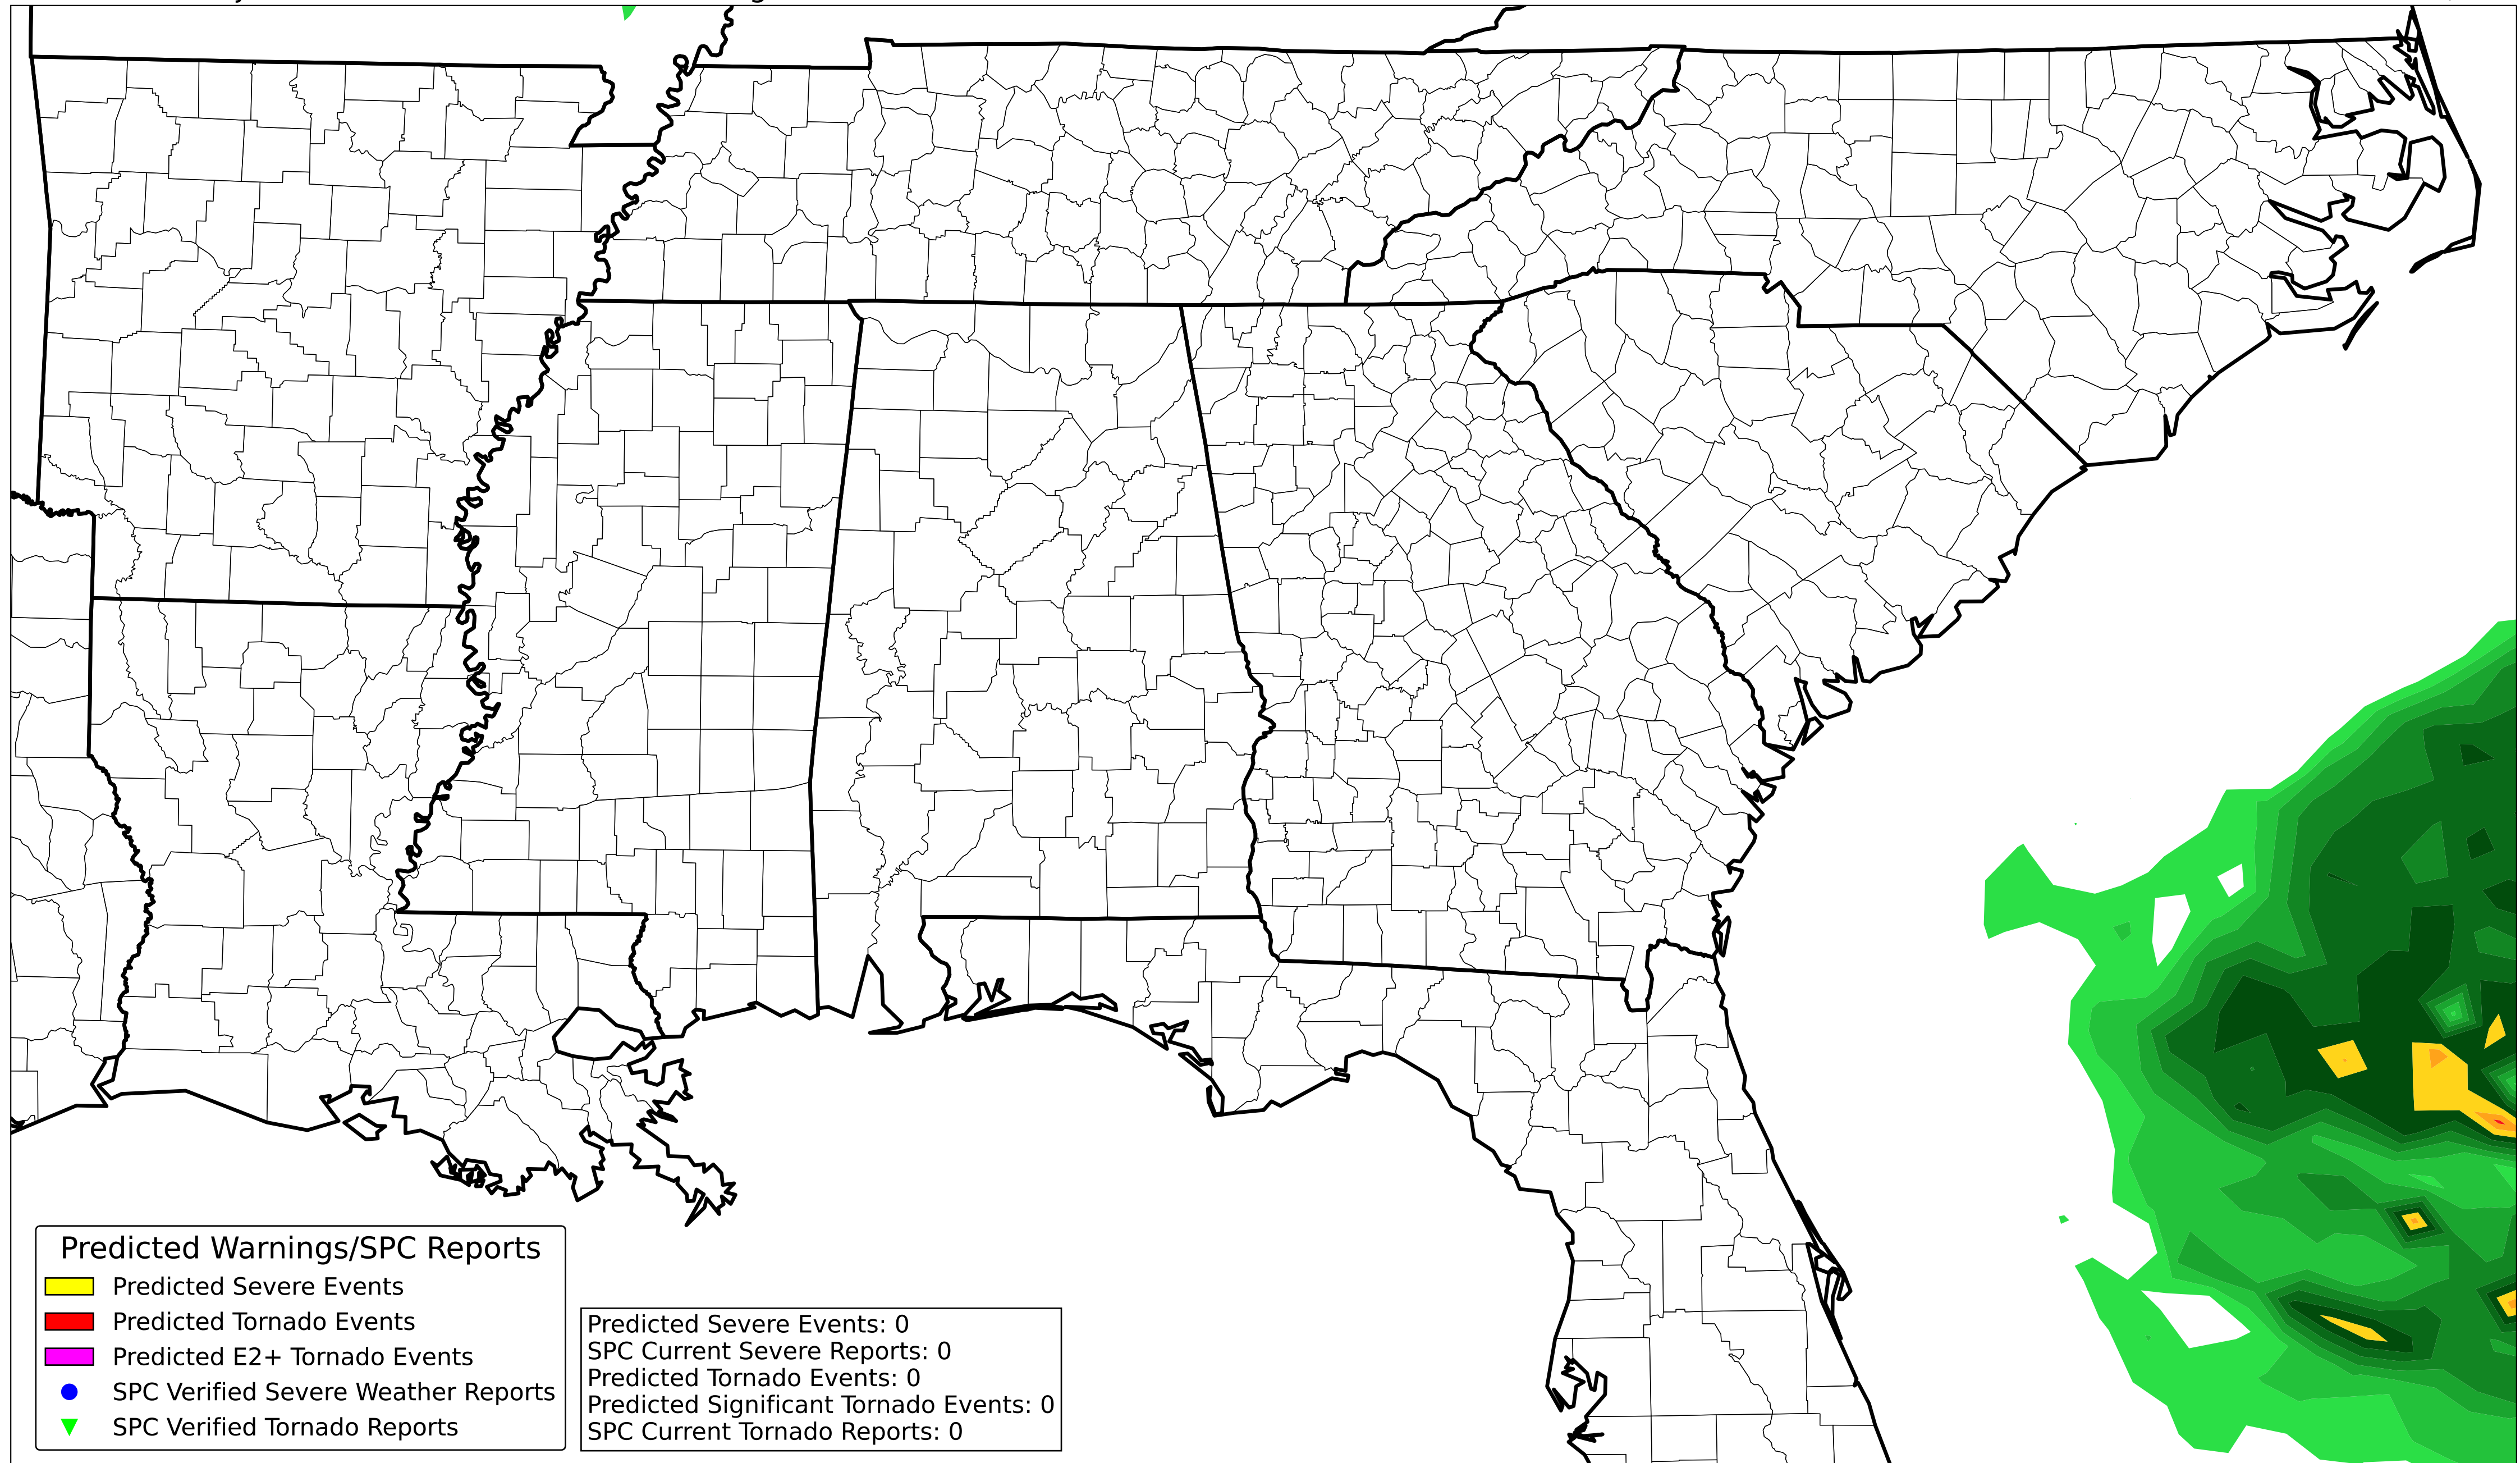 Predicted Warnings/SPC Reports
Predicted Severe Events
Predicted Tornado Events
Predicted E2+ Tornado Events
SPC Verified Severe Weather Reports
SPC Verified Tornado Reports
Predicted Severe Events: 0
SPC Current Severe Reports: 0
Predicted Tornado Events: 0
Predicted Significant Tornado Events: 0
SPC Current Tornado Reports: 0